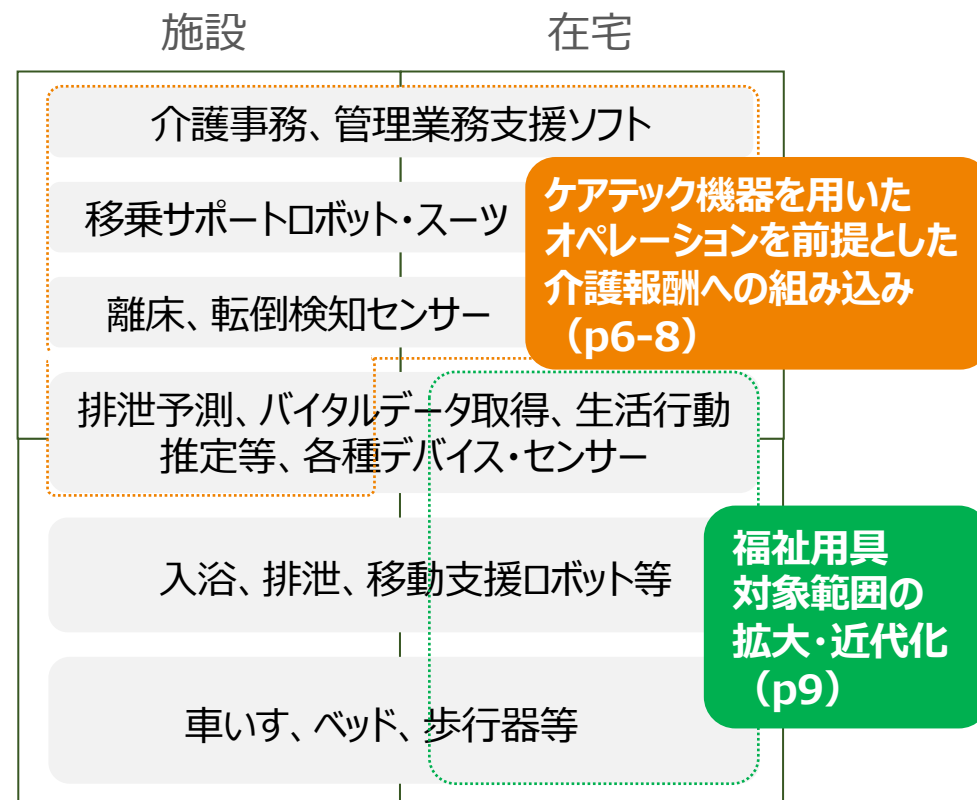 施設
在宅
介護事務、管理業務支援ソフト
移乗サポートロボット・スーツ
離床、転倒検知センサー
ケアテック機器を用いた
オペレーションを前提とした
介護報酬への組み込み
（p6-8）
排泄予測、バイタルデータ取得、生活行動
推定等、各種デバイス・センサー
入浴、排泄、移動支援ロボット等
福祉用具
対象範囲の
拡大・近代化
（p9）
車いす、ベッド、歩行器等